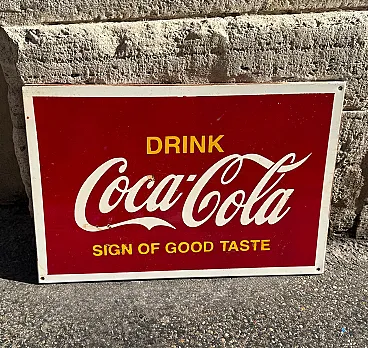 DRINK
Coca-Cola
SIGN OF GOOD TASTE